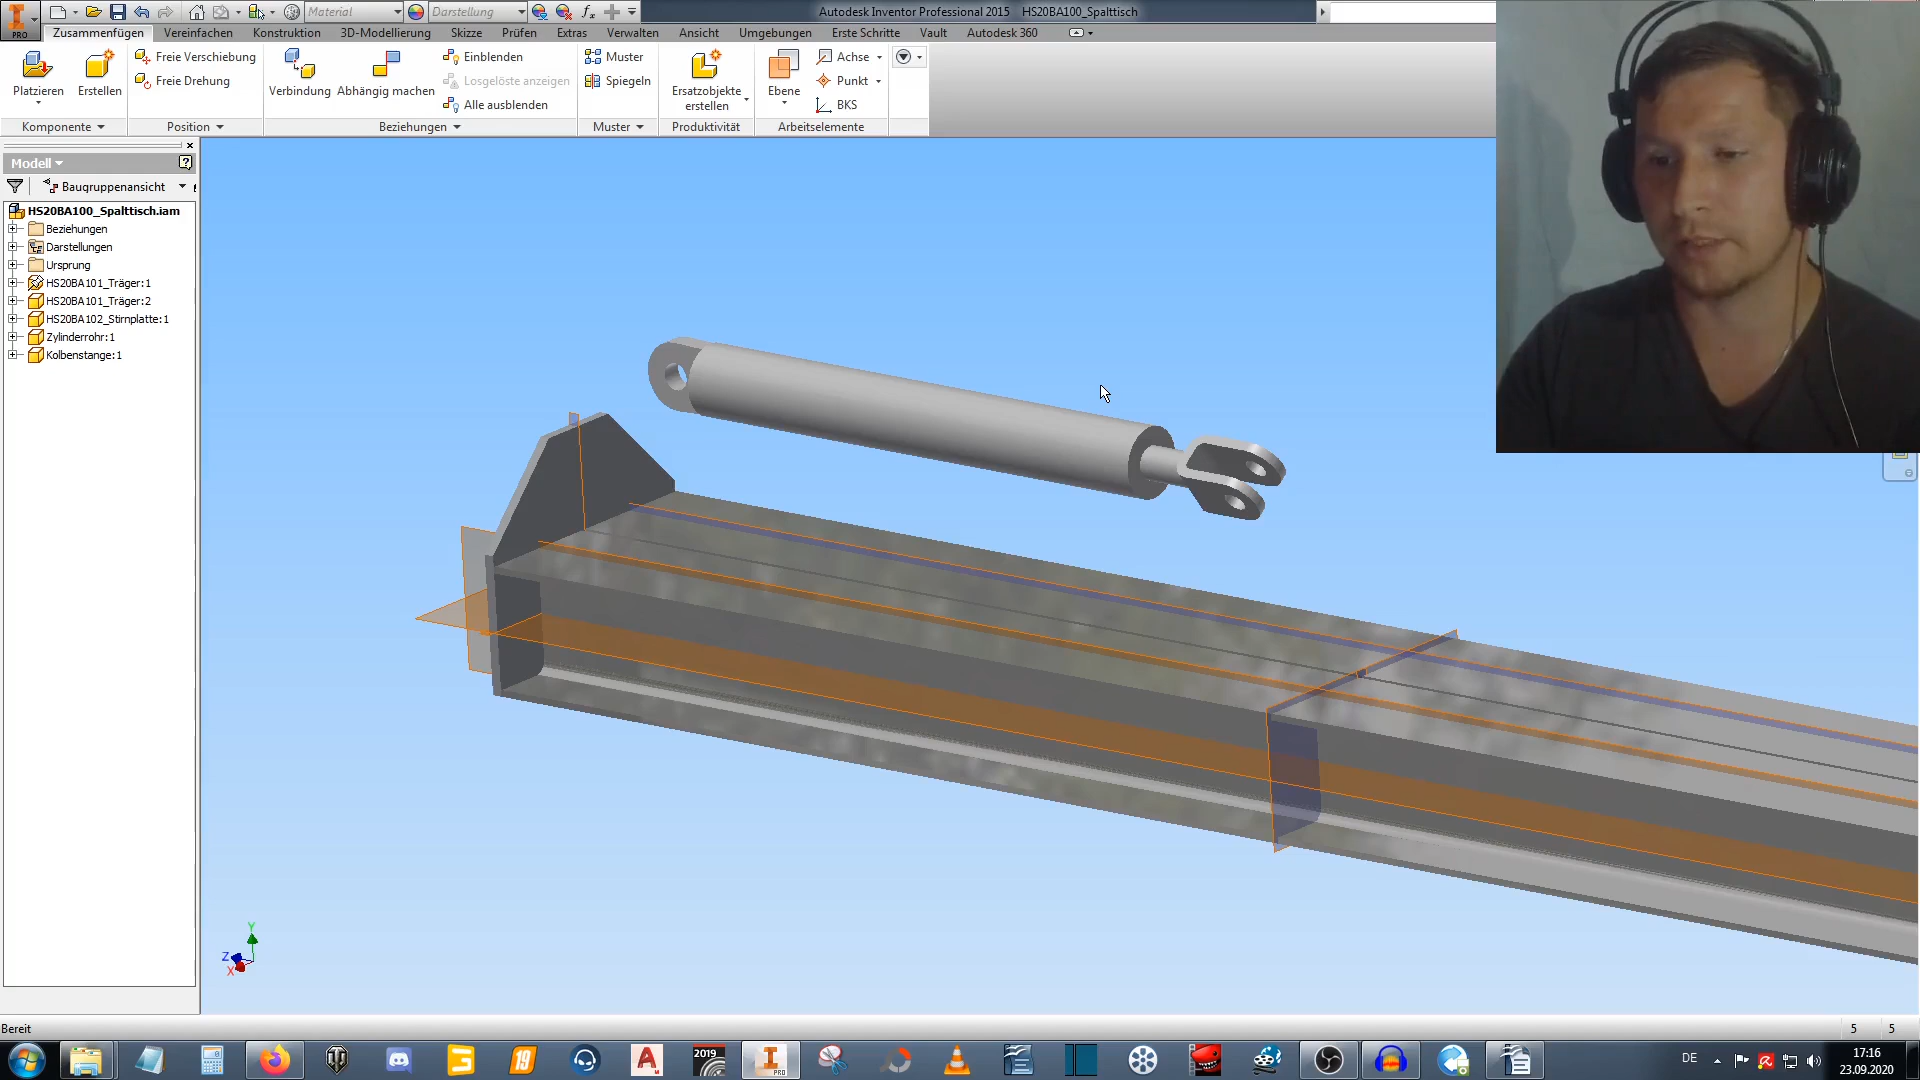 Material
Darstellung
Autodesk Inventor Professional 2015 HS20BA100_Spalttisch
PRO
Zusammenfügen Vereinfachen Konstruktion 3D-Modellierung Skizze Prüfen Extras Verwalten Ansicht Umgebungen Erste Schritte Vault Autodesk 360
Platzieren
Erstellen
Freie Verschiebung
Freie Drehung
Verbindung
Abhängig machen
Einblenden
Losgelöste anzeigen
Alle ausblenden
Muster
Spiegeln
Ersatzobjekte
erstellen
Ebene
Achse
Punkt
BKS
Komponente
Position
Beziehungen
Muster
Produktivität
Arbeitselemente
Modell
Baugruppenansicht
HS20BA100_Spalttisch.iam
Beziehungen
Darstellungen
Ursprung
HS20BA101_Träger:1
HS20BA101_Träger:2
HS20BA102_Stirnplatte:1
Zylinderrohr:1
Kolbenstange:1
Y
Z
X
Bereit
5 5
19
2019
PRO
DE
17:16
23.09.2020